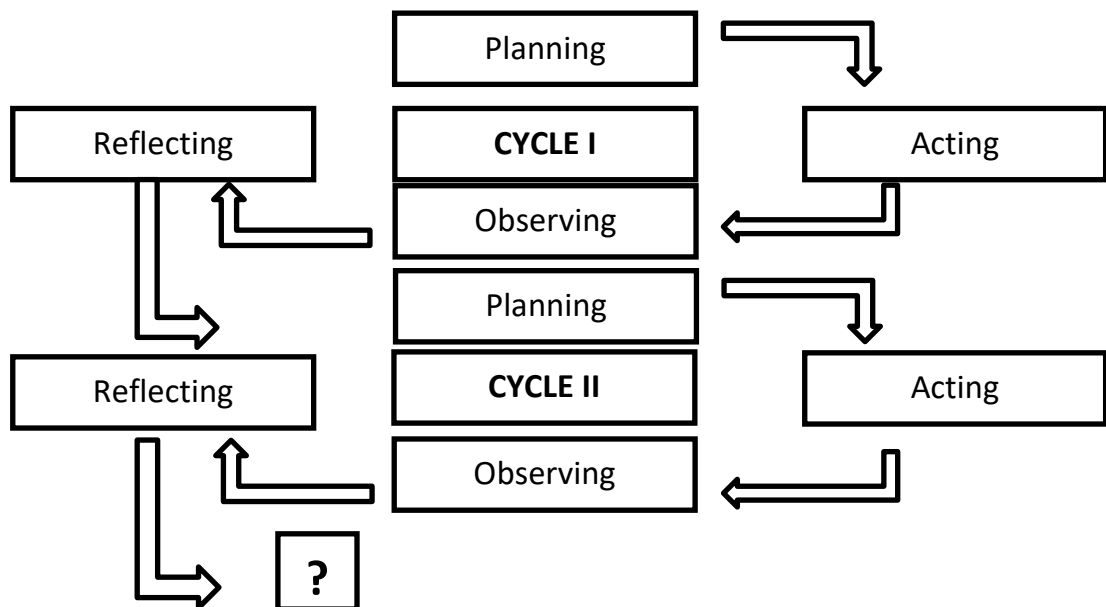 Planning
Reflecting
CYCLE I
Acting
Observing
Planning
Reflecting
CYCLE II
Acting
Observing
?